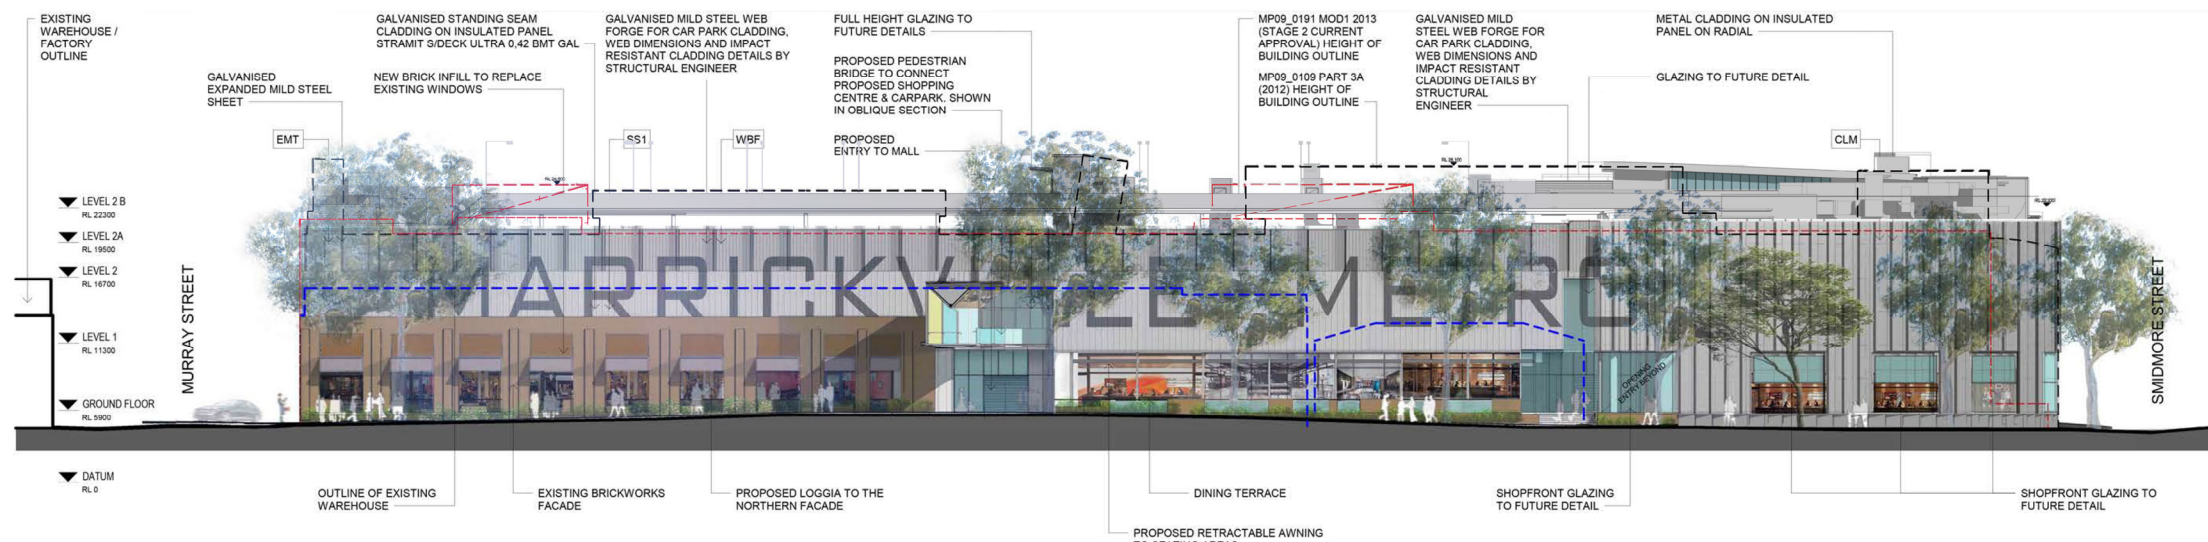 EXISTING
WAREHOUSE /
FACTORY
OUTLINE
GALVANISED
EXPANDED MILD STEEL
SHEET
GALVANISED STANDING SEAM
CLADDING ON INSULATED PANEL
STRAMIT S/DECK ULTRA 0,42 BMT GAL
NEW BRICK INFILL TO REPLACE
EXISTING WINDOWS
GALVANISED MILD STEEL WEB
FORGE FOR CAR PARK CLADDING,
WEB DIMENSIONS AND IMPACT
RESISTANT CLADDING DETAILS BY
STRUCTURAL ENGINEER
FULL HEIGHT GLAZING TO
FUTURE DETAILS
PROPOSED PEDESTRIAN
BRIDGE TO CONNECT
PROPOSED SHOPPING
CENTRE & CARPARK. SHOWN
IN OBLIQUE SECTION
PROPOSED
ENTRY TO MALL
MP09_0191 MOD1 2013
(STAGE 2 CURRENT
APPROVAL) HEIGHT OF
BUILDING OUTLINE
MP09_0109 PART 3A
(2012) HEIGHT OF
BUILDING OUTLINE
GALVANISED MILD
STEEL WEB FORGE FOR
CAR PARK CLADDING,
WEB DIMENSIONS AND
IMPACT RESISTANT
CLADDING DETAILS BY
STRUCTURAL
ENGINEER
METAL CLADDING ON INSULATED
PANEL ON RADIAL
GLAZING TO FUTURE DETAIL
EMT
SS1
WBF
CLM
LEVEL 2 B
RL 22300
LEVEL 2A
RL 19500
LEVEL 2
RL 16700
LEVEL 1
RL 11300
GROUND FLOOR
RL 5900
DATUM
RL 0
MURRAY STREET
MARRICKVILLE METRO
OPENING
ENTRY BEYOND
SMIDMORE STREET
OUTLINE OF EXISTING
WAREHOUSE
EXISTING BRICKWORKS
FACADE
PROPOSED LOGGIA TO THE
NORTHERN FACADE
DINING TERRACE
PROPOSED RETRACTABLE AWNING
SHOPFRONT GLAZING
TO FUTURE DETAIL
SHOPFRONT GLAZING TO
FUTURE DETAIL